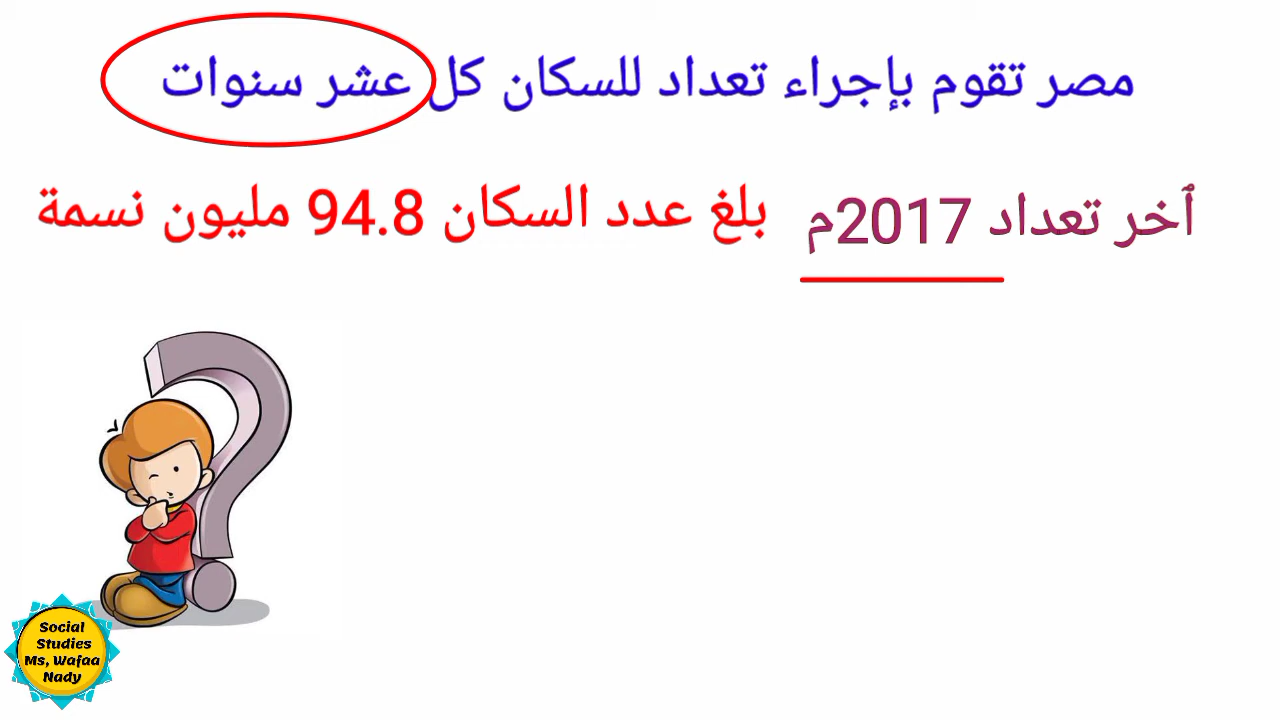 مصر تقوم بإجراء تعداد للسكان كل عشر سنوات
آخر تعداد 2017م بلغ عدد السكان 94.8 مليون نسمة
Social
Studies
Ms, Wafaa
Nady